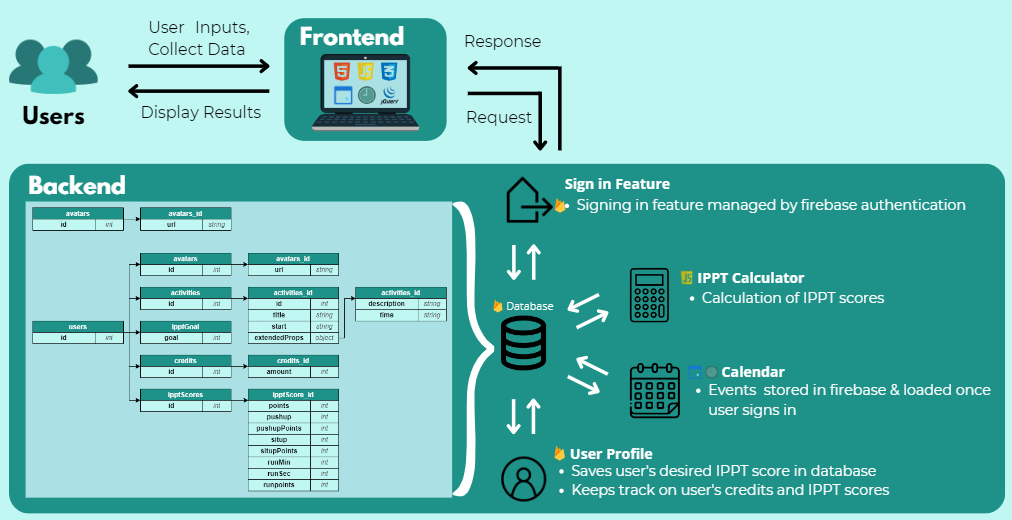 User Inputs,
Collect Data
Frontend
Response
JS
jQUERY
Users
Display Results
Request
Backend
Sign in Feature
Signing in feature managed by firebase authentication
avatars
id int
avatars_id
url string
avatars
id int
avatars_id
url string
activities
id int
activities_id
id int
title string
start string
extendedProps object
activities_id
description string
time string
users
id int
ipptGoal
goal int
credits
id int
credits_id
amount int
ipptScores
id int
ipptScore_id
points int
pushup int
pushupPoints int
situp int
situpPoints int
runMin int
runSec int
runpoints int
Database
JS IPPT Calculator
• Calculation of IPPT scores
Calendar
• Events stored in firebase & loaded once
user signs in
User Profile
• Saves user's desired IPPT score in database
• Keeps track on user's credits and IPPT scores